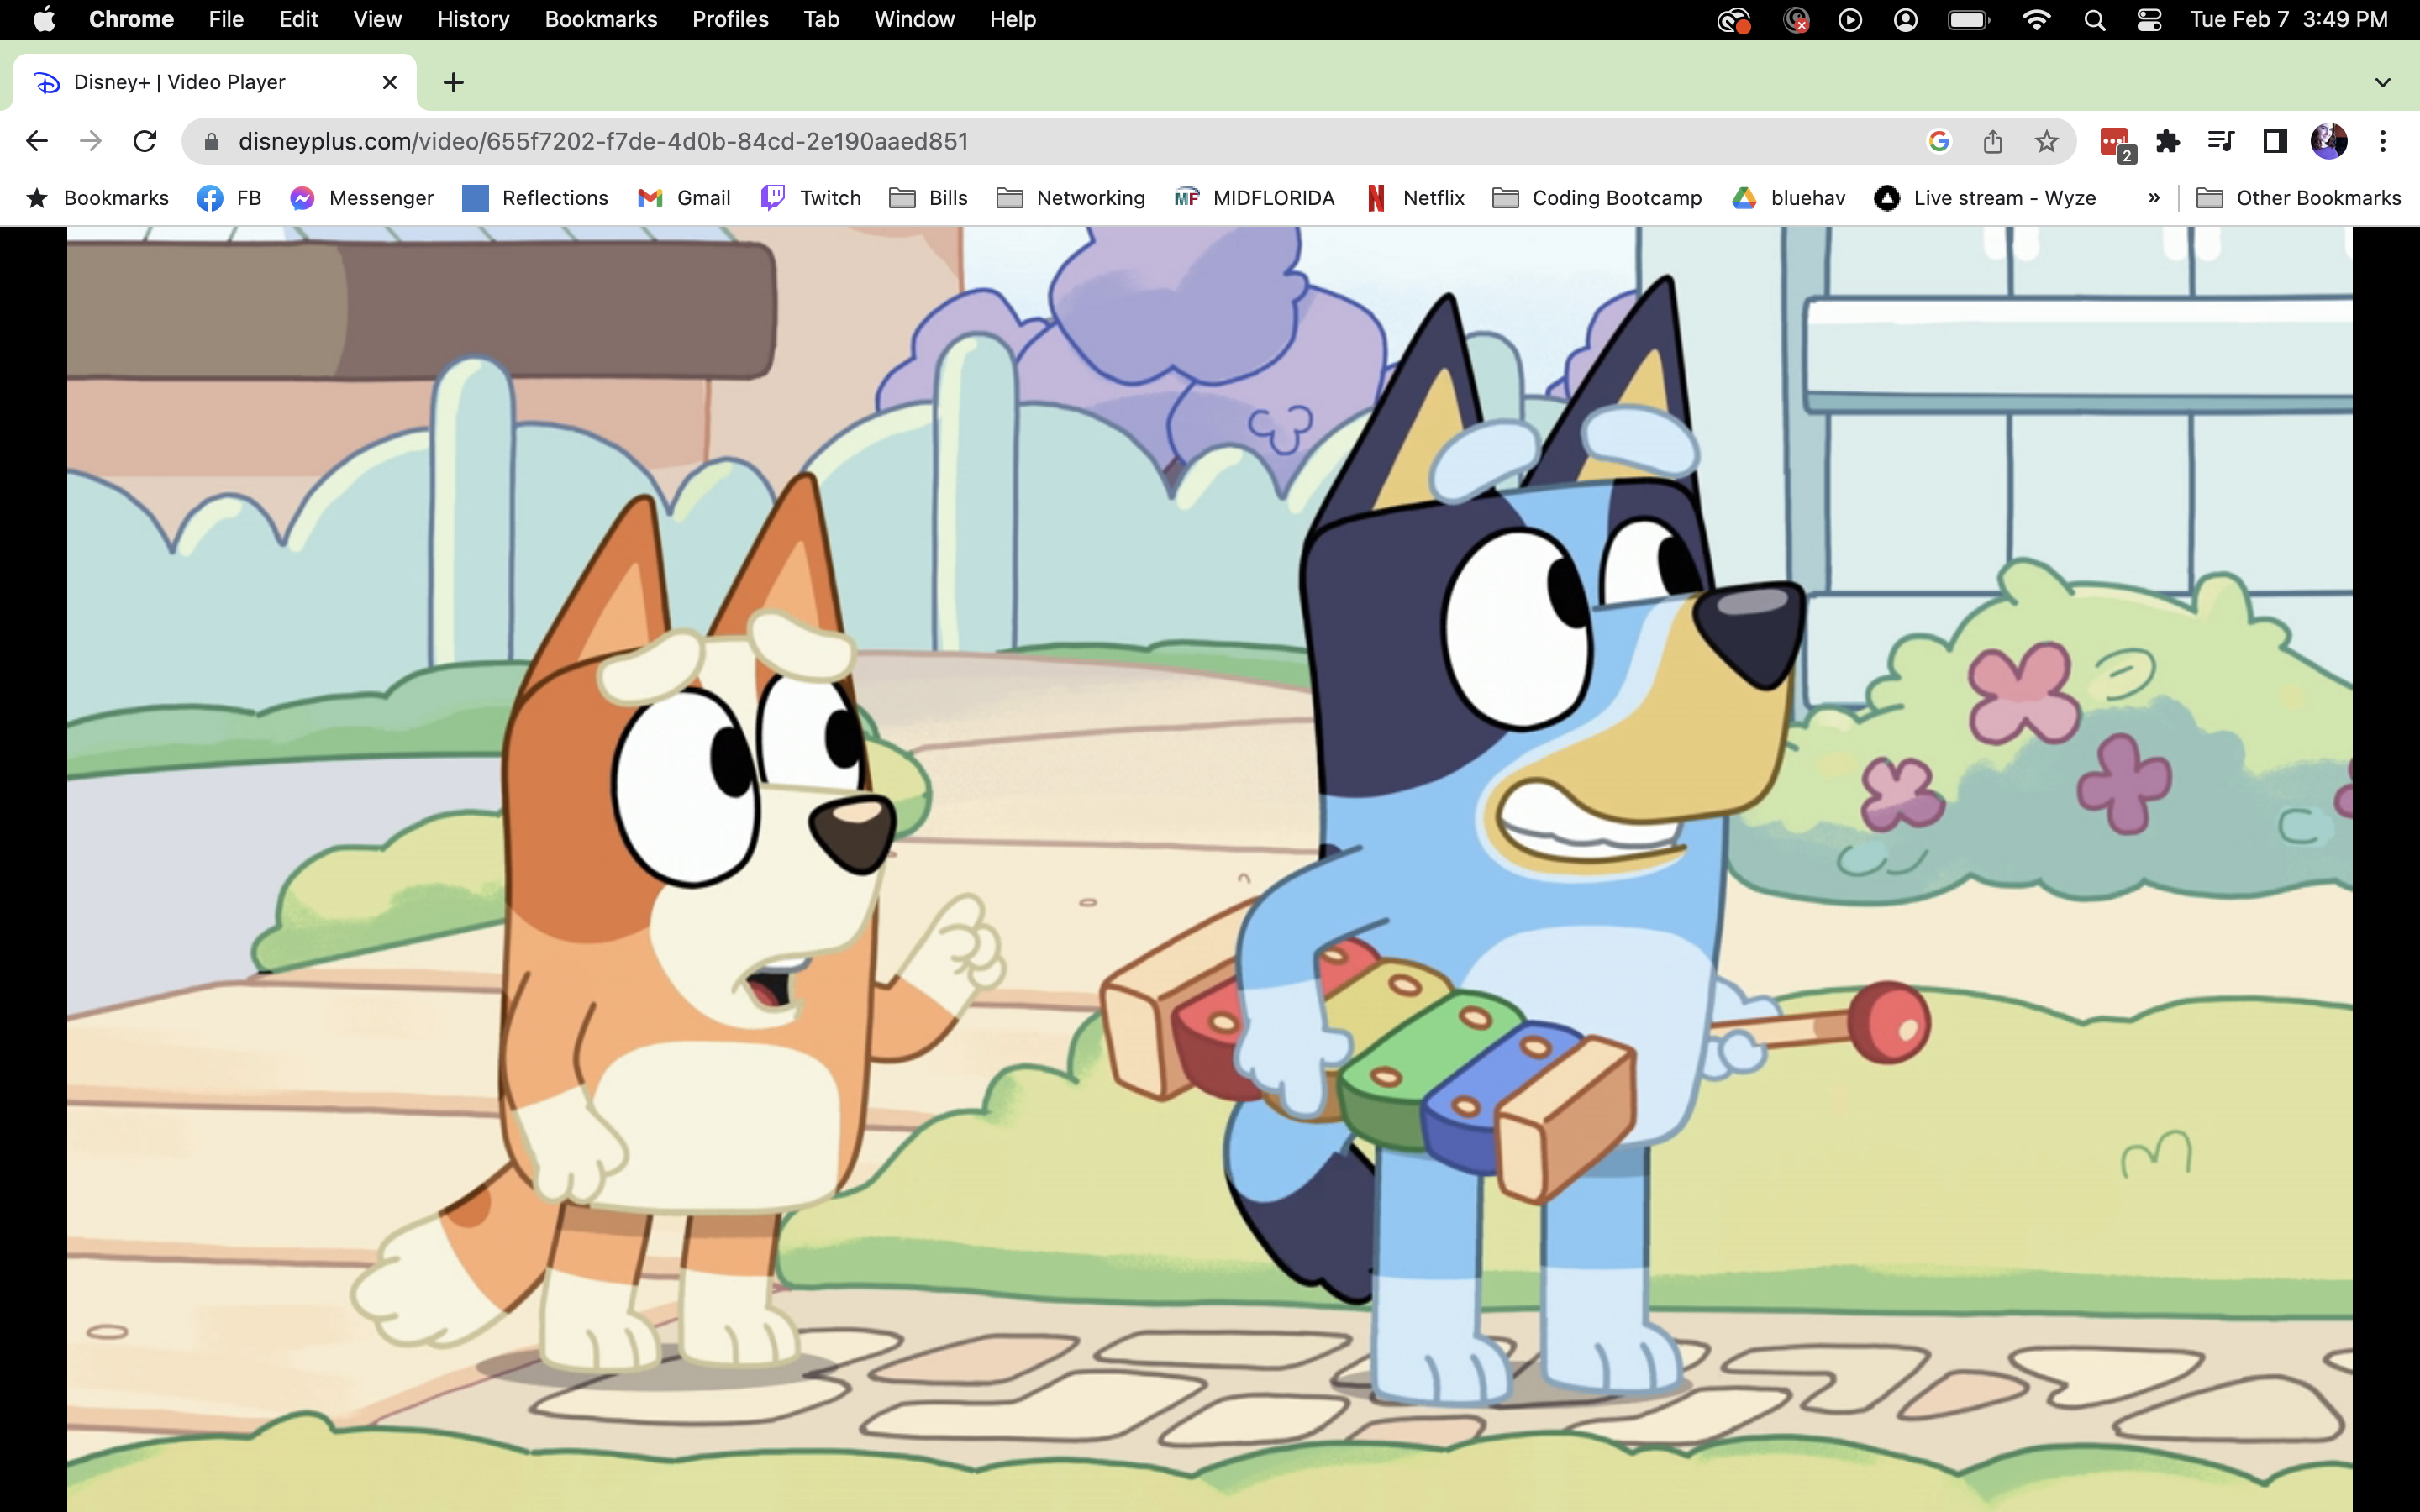 Chrome File Edit View History Bookmarks Profiles Tab Window Help Tue Feb 7 3:49 PM
Disney+ | Video Player
disneyplus.com/video/655f7202-f7de-4d0b-84cd-2e190aaed851 2
Bookmarks FB Messenger Reflections Gmail Twitch Bills Networking MF MIDFLORIDA Netflix Coding Bootcamp bluehav Live stream - Wyze » Other Bookmarks